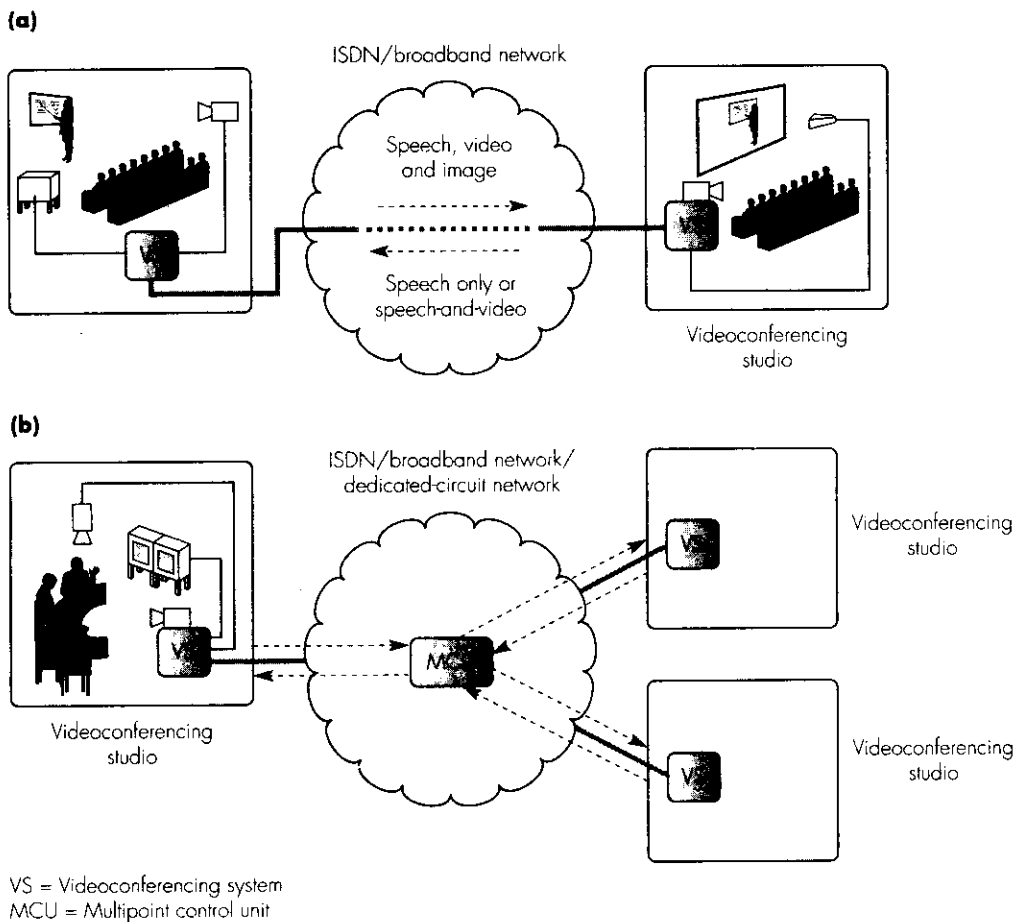 (a)
ISDN/broadband network
Speech, video
and image
VS
VS
Speech only or
speech-and-video
Videoconferencing
studio
(b)
ISDN/broadband network/
dedicated-circuit network
VS
MCU
VS
Videoconferencing
studio
Videoconferencing
studio
VS
Videoconferencing
studio
VS = Videoconferencing system
MCU = Multipoint control unit